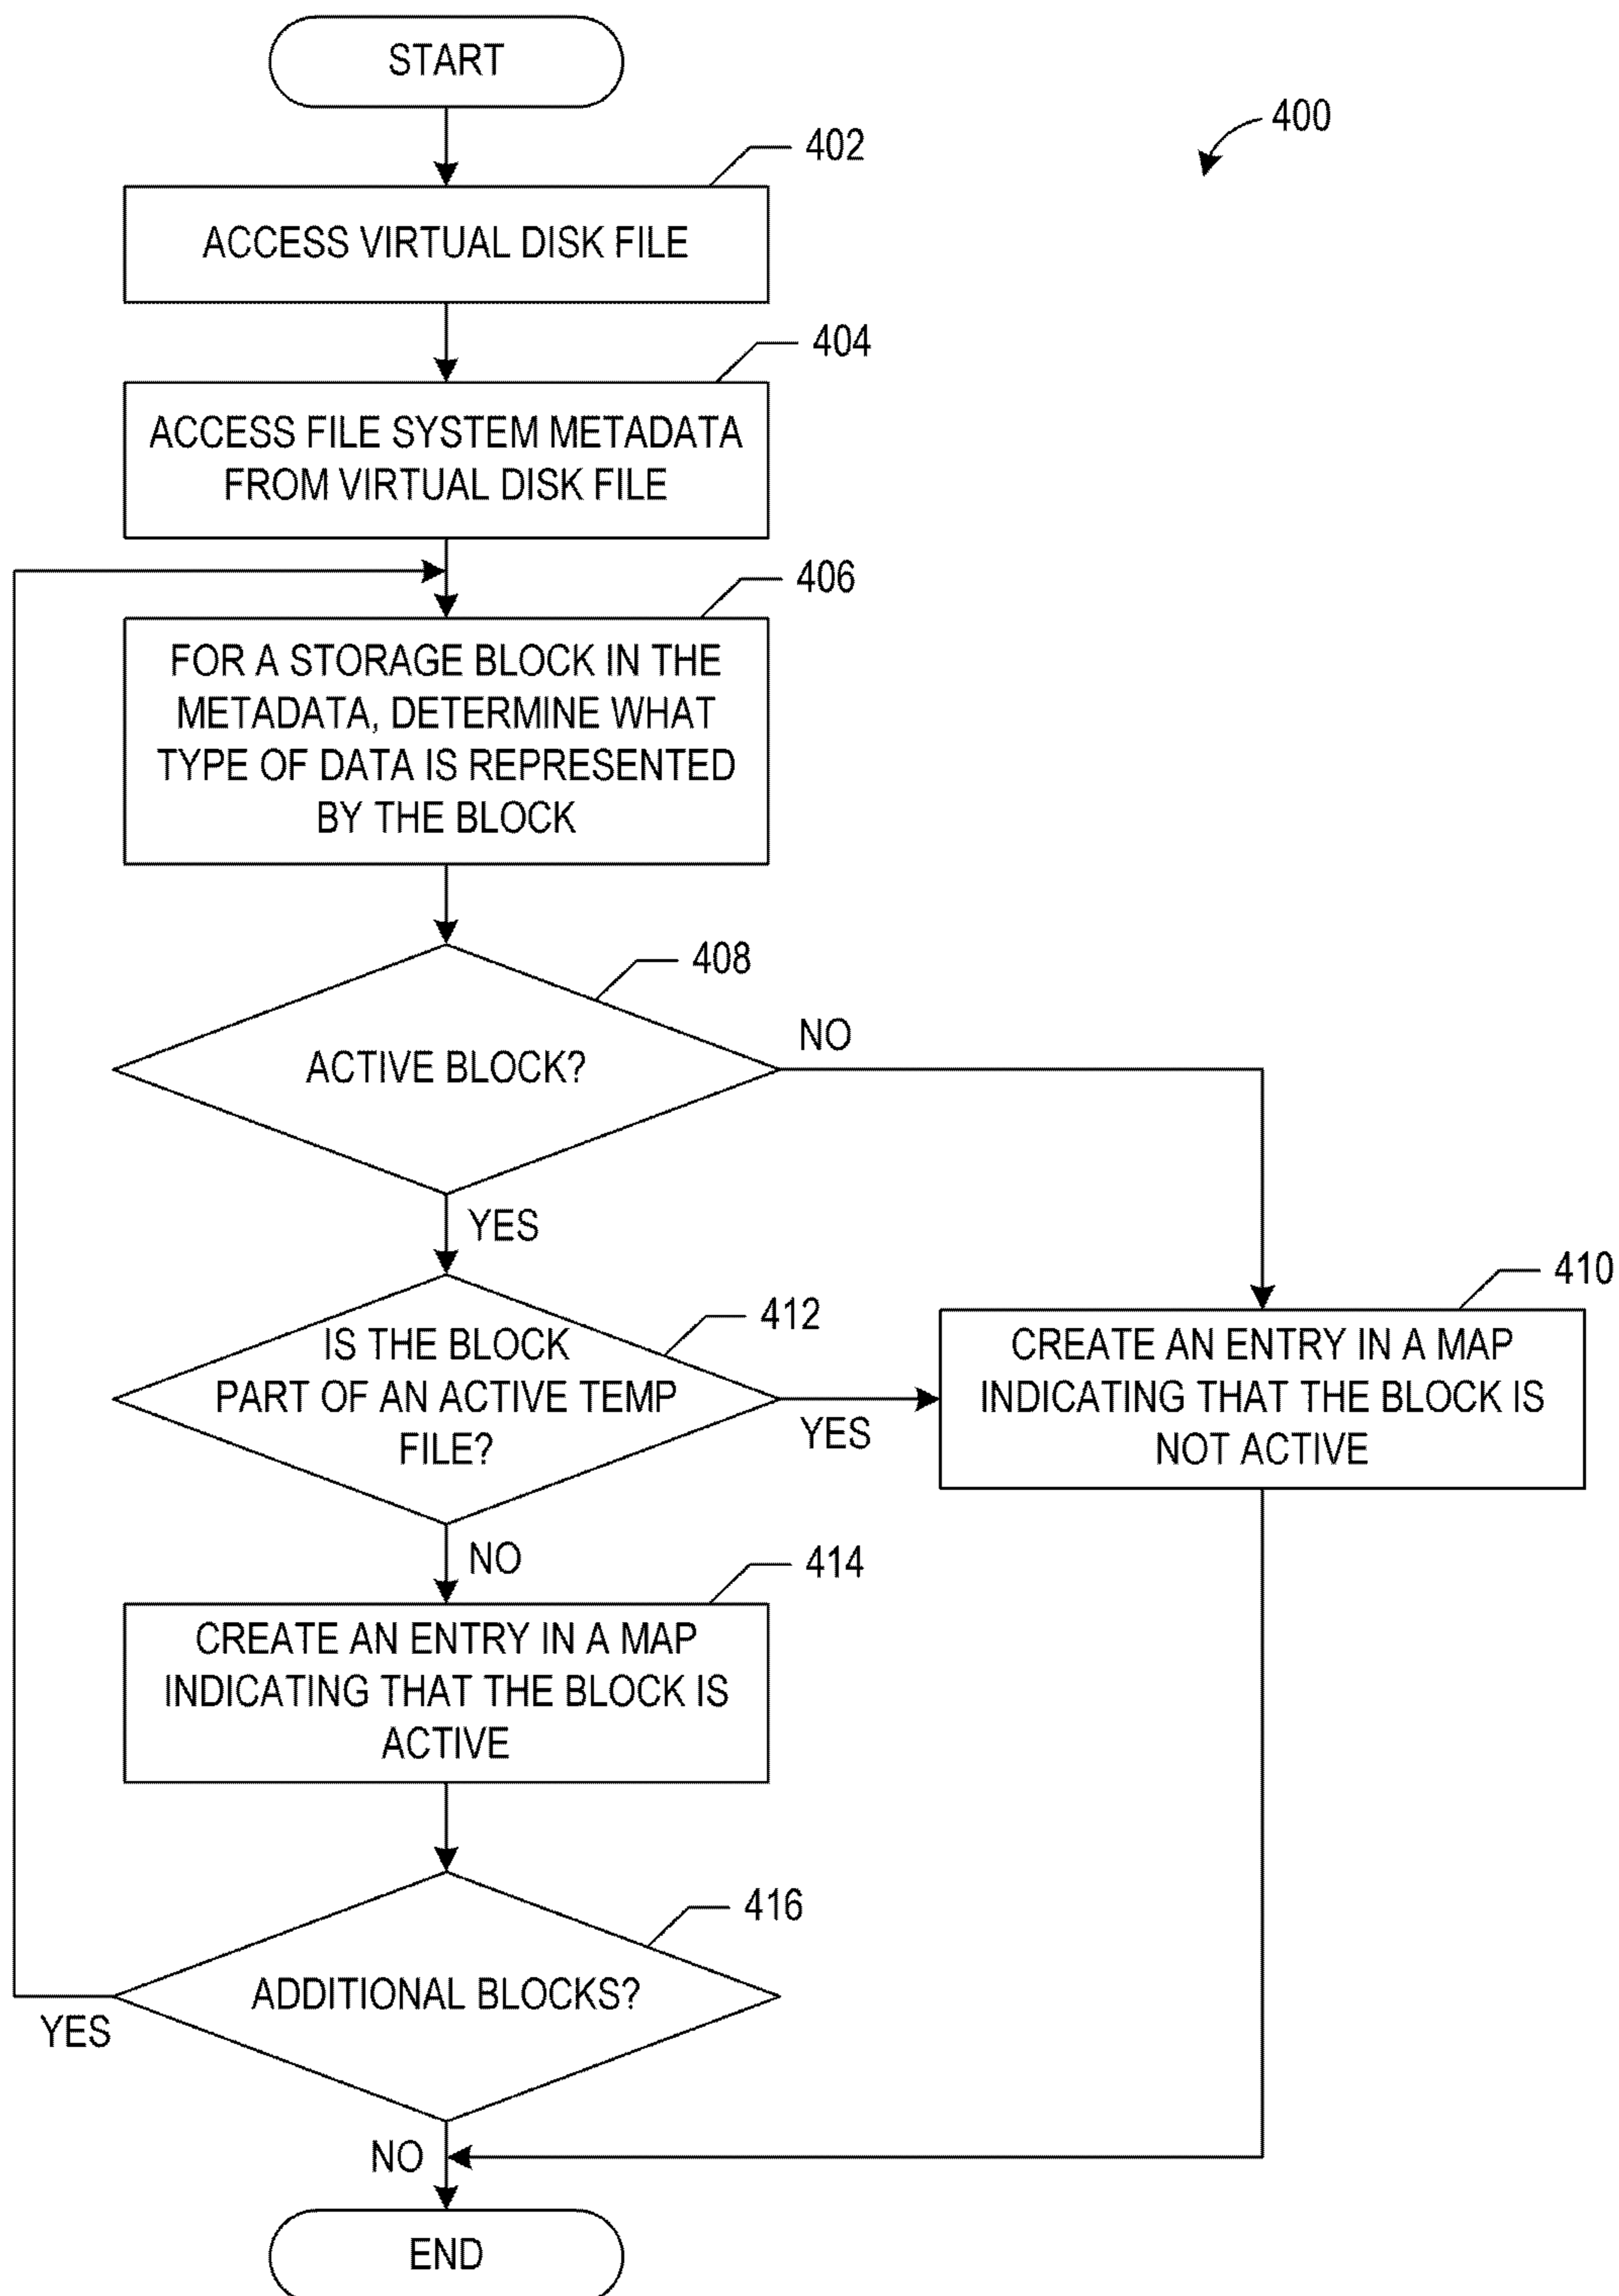 START
400
402
ACCESS VIRTUAL DISK FILE
404
ACCESS FILE SYSTEM METADATA
FROM VIRTUAL DISK FILE
406
FOR A STORAGE BLOCK IN THE
METADATA, DETERMINE WHAT
TYPE OF DATA IS REPRESENTED
BY THE BLOCK
408
ACTIVE BLOCK?
NO
YES
412
IS THE BLOCK
PART OF AN ACTIVE TEMP
FILE?
YES
410
CREATE AN ENTRY IN A MAP
INDICATING THAT THE BLOCK IS
NOT ACTIVE
NO
414
CREATE AN ENTRY IN A MAP
INDICATING THAT THE BLOCK IS
ACTIVE
416
ADDITIONAL BLOCKS?
YES
NO
END